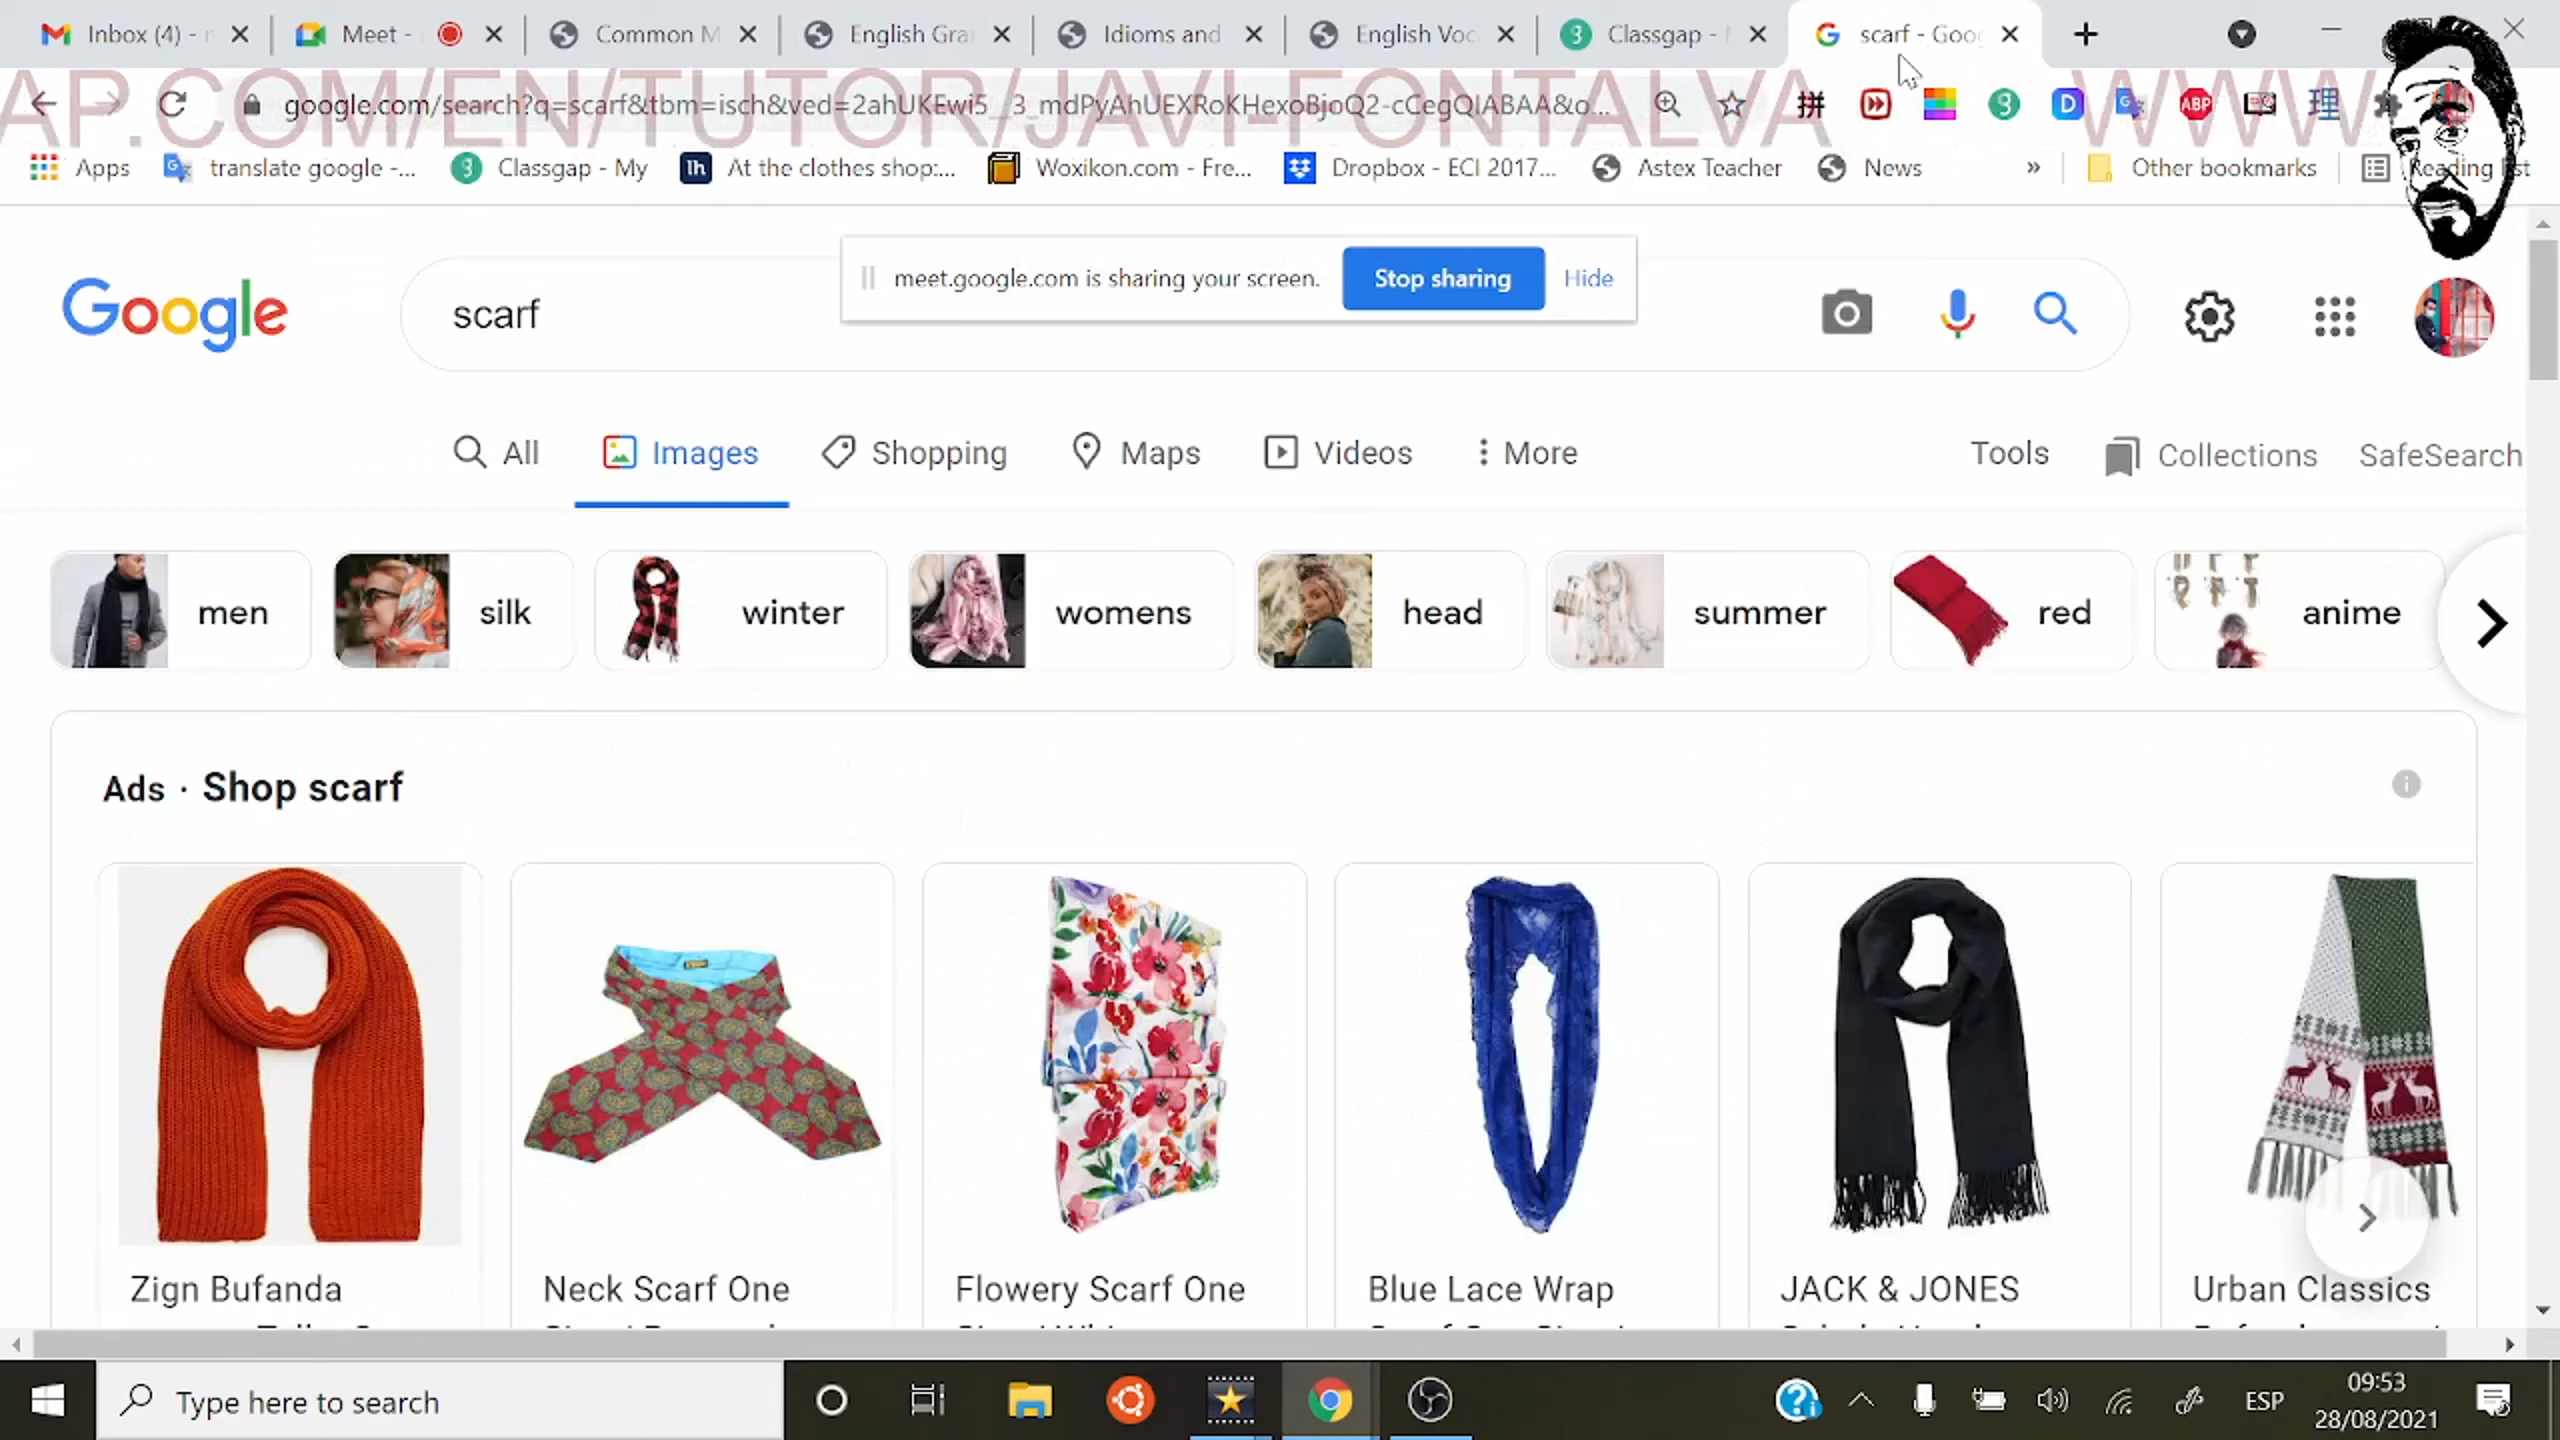 Inbox (4) -
Meet -
Common M
English Gra
Idioms and
English Voc
Classgap -
scarf - Goo
AP.COM/EN/TUTOR/JAVI-FONTALVA WWW
google.com/search?q=scarf&tbm=isch&ved=2ahUKEwi5_-3_mdPyAhUEXRoKHexoBjoQ2-cCegQIABAA&o...
Apps
translate google -...
Classgap - My
At the clothes shop:...
Woxikon.com - Fre...
Dropbox - ECI 2017...
Astex Teacher
News
»
Other bookmarks
Reading list
meet.google.com is sharing your screen. Stop sharing Hide
Google
scarf
All Images Shopping Maps Videos More Tools Collections SafeSearch
men silk winter womens head summer red anime
Ads · Shop scarf
Zign Bufanda
Neck Scarf One
Flowery Scarf One
Blue Lace Wrap
JACK & JONES
Urban Classics
Type here to search
ESP
09:53
28/08/2021